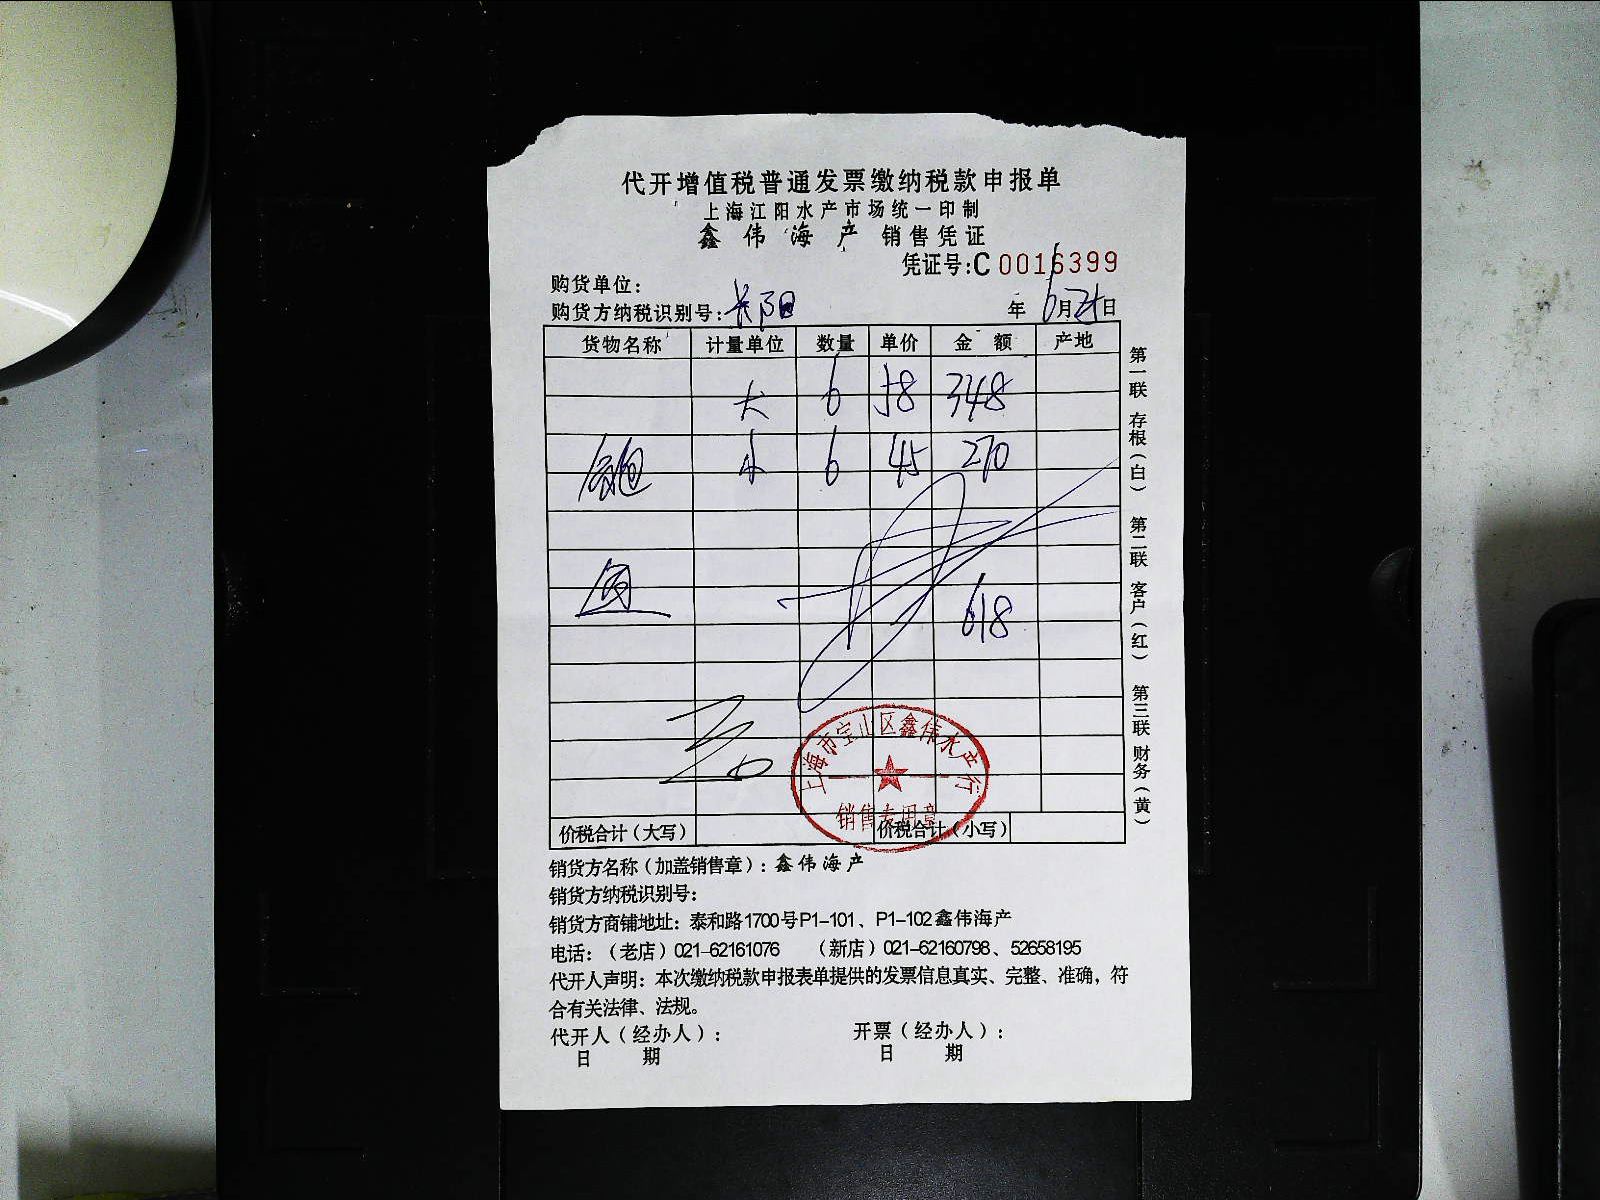 代开增值税普通发票缴纳税款申报单
上海江阳水产市场统一印制
鑫伟海产 销售凭证
凭证号:C 0016399
购货单位:
购货方纳税识别号: 长阳 年 6月 日
货物名称 计量单位 数量 单价 金额 产地
大 6 58 348
鲍 小 6 45 270
鱼
618
上海市宝山区鑫伟水产行
销售专用章
价税合计(大写) 价税合计(小写)
销货方名称(加盖销售章):鑫伟海产
销货方纳税识别号:
销货方商铺地址:泰和路1700号P1-101、P1-102鑫伟海产
电话:(老店)021-62161076 (新店)021-62160798、52658195
代开人声明:本次缴纳税款申报表单提供的发票信息真实、完整、准确,符
合有关法律、法规。
代开人(经办人): 开票(经办人):
日 期 日 期
第一联 存根(白) 第二联 客户(红) 第三联 财务(黄)